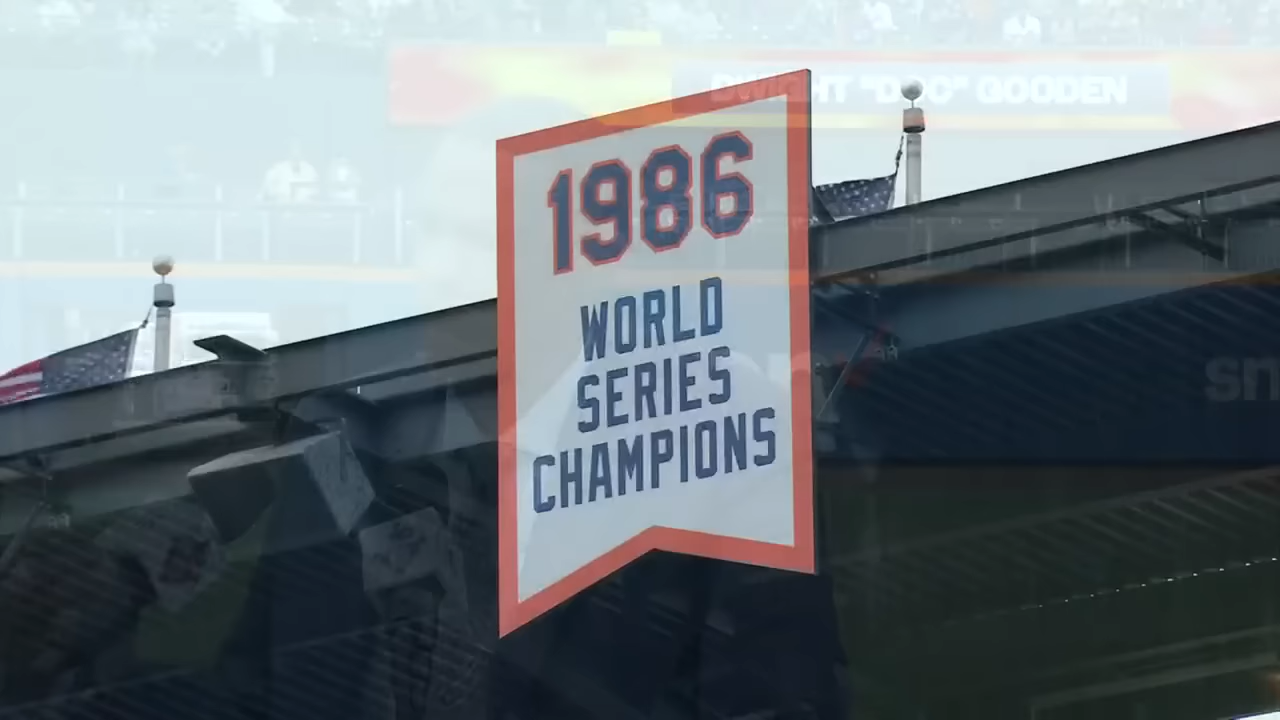 DWIGHT "DOC" GOODEN
1986
WORLD
SERIES
CHAMPIONS